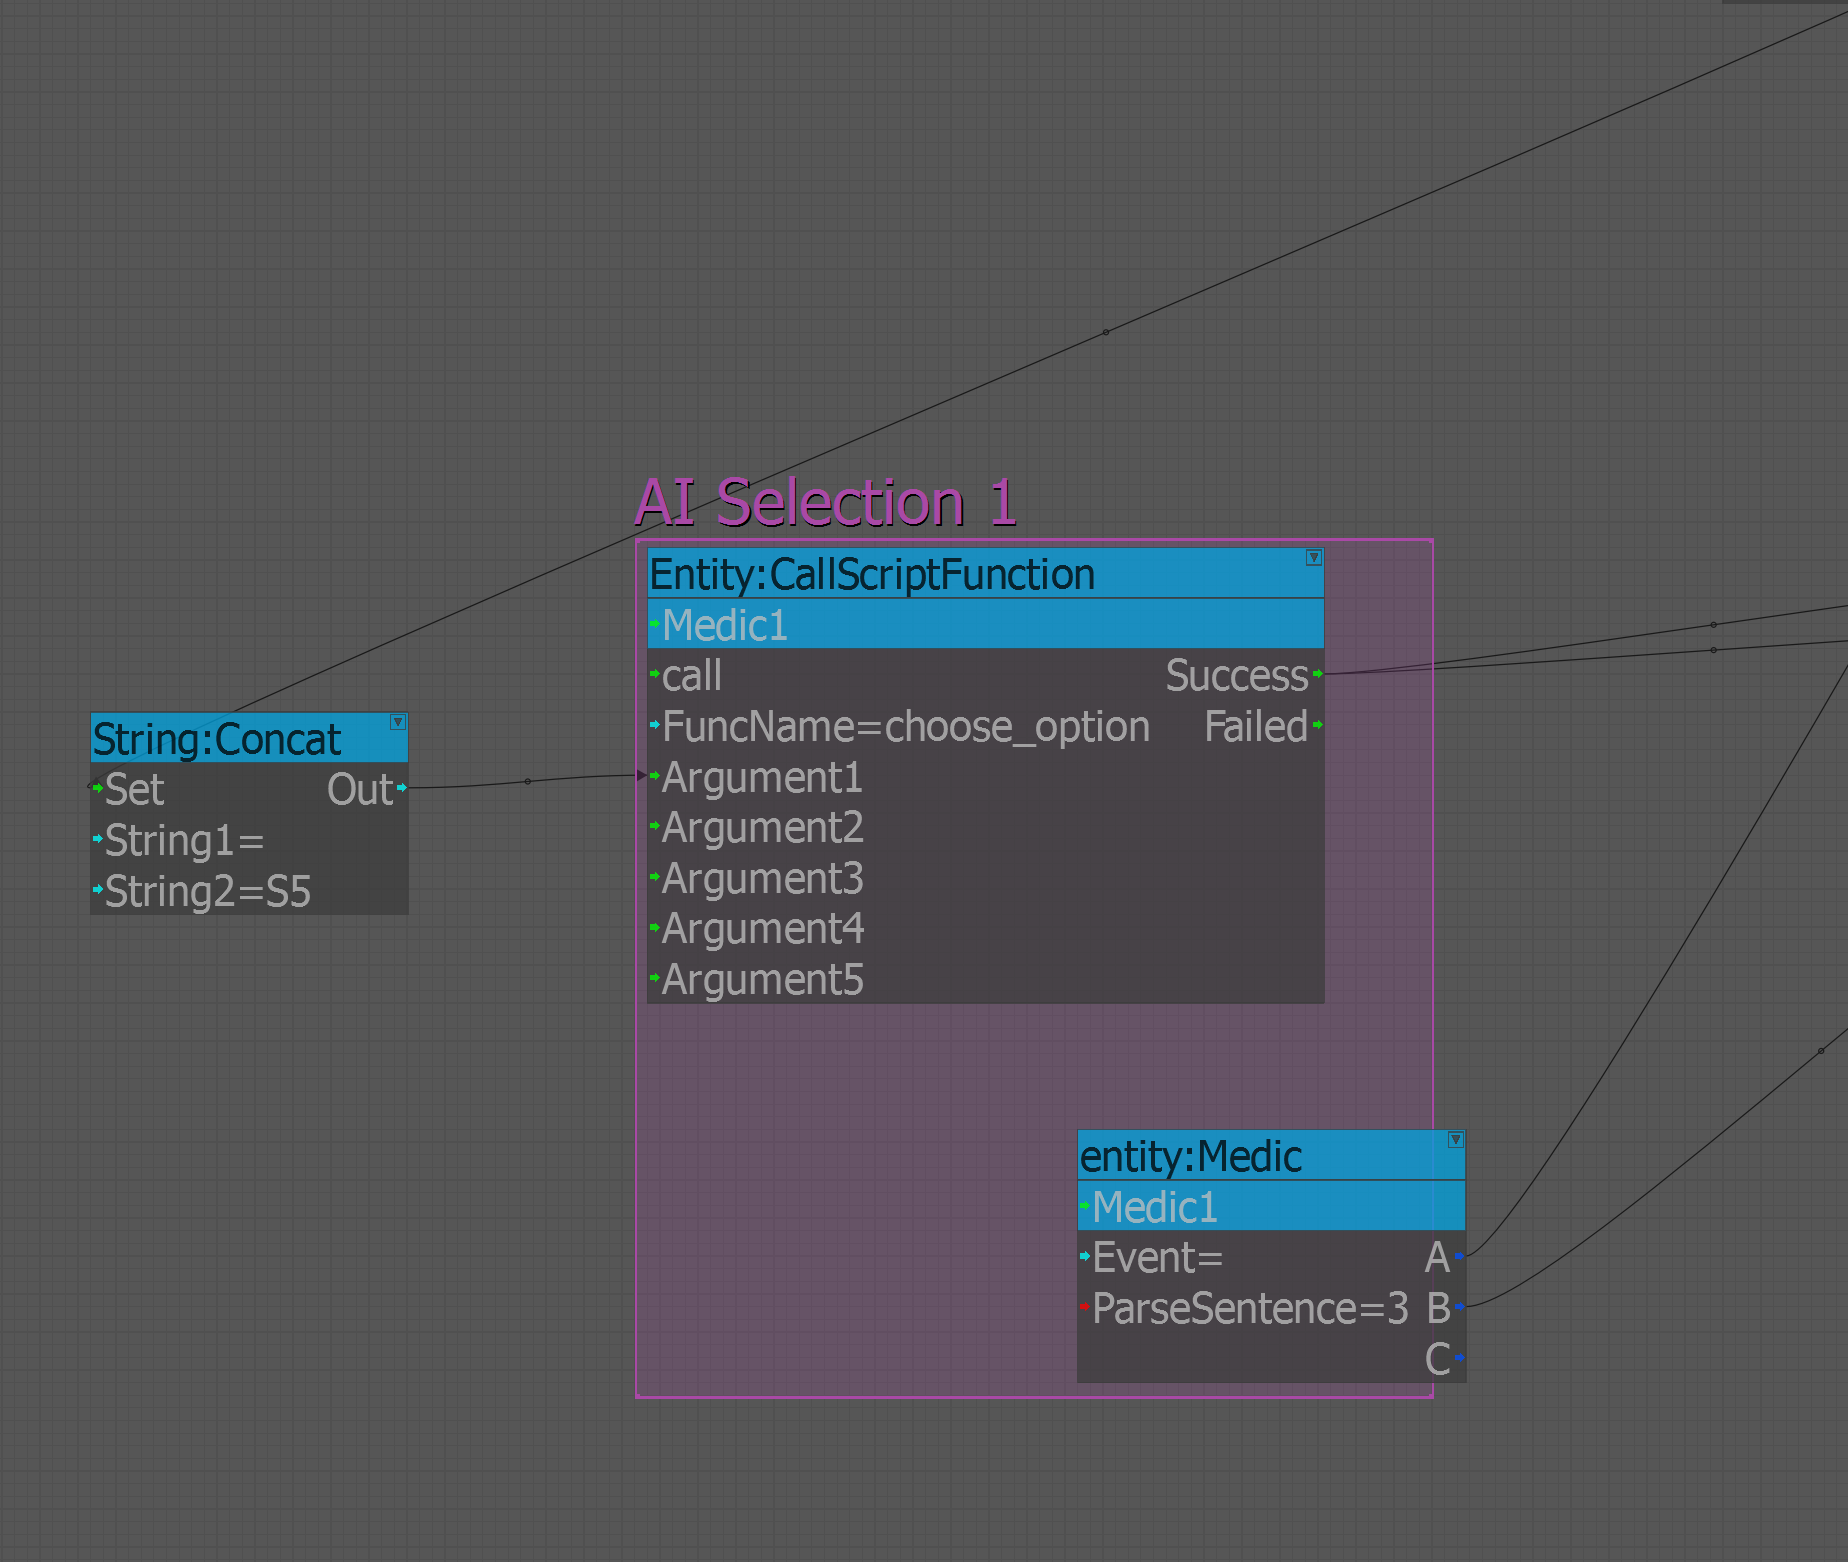 AI Selection 1
Entity:CallScriptFunction
Medic1
call Success
FuncName=choose_option Failed
Argument1
Argument2
Argument3
Argument4
Argument5
String:Concat
Set Out
String1=
String2=S5
entity:Medic
Medic1
Event= A
ParseSentence=3 B
C